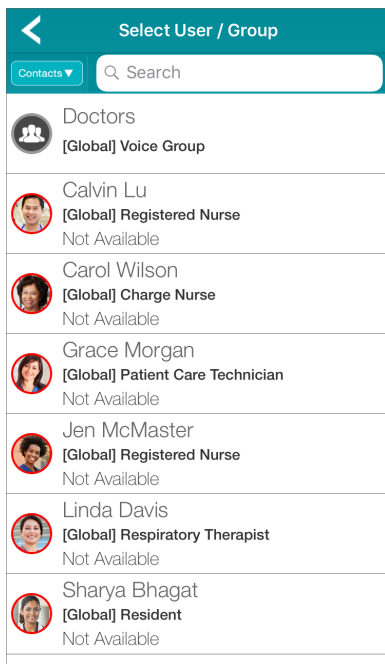 Select User / Group
Contacts▼
Search
Doctors
[Global] Voice Group
Calvin Lu
[Global] Registered Nurse
Not Available
Carol Wilson
[Global] Charge Nurse
Not Available
Grace Morgan
[Global] Patient Care Technician
Not Available
Jen McMaster
[Global] Registered Nurse
Not Available
Linda Davis
[Global] Respiratory Therapist
Not Available
Sharya Bhagat
[Global] Resident
Not Available